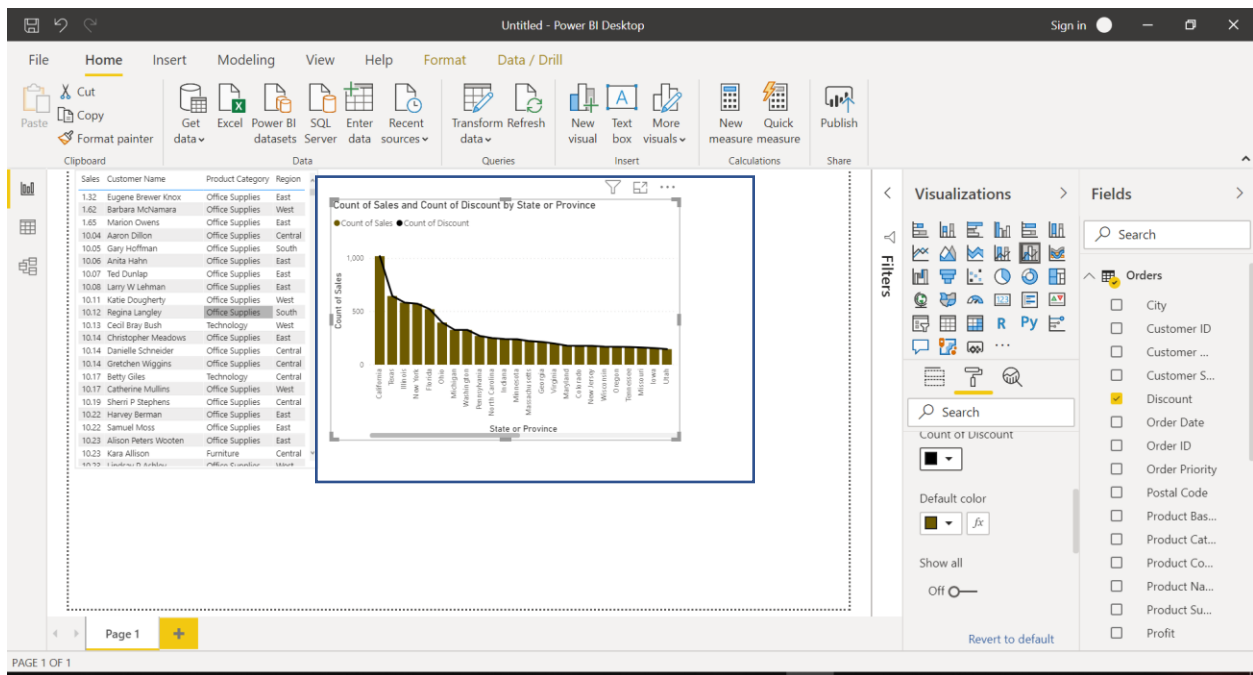 Untitled - Power BI Desktop
Sign in
File Home Insert Modeling View Help Format Data / Drill
Paste
Cut
Copy
Format painter
Get data
Excel
Power BI datasets
SQL Server
Enter data
Recent sources
Transform data
Refresh
New visual
Text box
More visuals
New measure
Quick measure
Publish
Clipboard Data Queries Insert Calculations Share
Sales Customer Name Product Category Region
1.32 Eugene Brewer Knox Office Supplies East
1.62 Barbara McNamara Office Supplies West
1.65 Marion Owens Office Supplies East
10.04 Aaron Dillon Office Supplies Central
10.05 Gary Hoffman Office Supplies South
10.06 Anita Hahn Office Supplies East
10.07 Ted Dunlap Office Supplies East
10.08 Larry W Lehman Office Supplies East
10.11 Katie Dougherty Office Supplies West
10.12 Regina Langley Office Supplies South
10.13 Cecil Bray Bush Technology West
10.14 Christopher Meadows Office Supplies East
10.14 Danielle Schneider Office Supplies Central
10.14 Gretchen Wiggins Office Supplies Central
10.17 Betty Giles Technology Central
10.17 Catherine Mullins Office Supplies West
10.19 Sherri P Stephens Office Supplies Central
10.22 Harvey Berman Office Supplies East
10.22 Samuel Moss Office Supplies East
10.23 Alison Peters Wooten Office Supplies East
10.23 Kara Allison Furniture Central
Count of Sales and Count of Discount by State or Province
Count of Sales Count of Discount
Count of Sales
1,000
500
0
California
Texas
Illinois
New York
Florida
Ohio
Michigan
Washington
Pennsylvania
North Carolina
Indiana
Minnesota
Massachusetts
Georgia
Virginia
Maryland
Colorado
New Jersey
Wisconsin
Oregon
Tennessee
Missouri
Iowa
Utah
State or Province
Filters
Visualizations
R Py
123
Search
Count of Discount
Default color
fx
Show all
Off
Revert to default
Fields
Search
Orders
City
Customer ID
Customer ...
Customer S...
Discount
Order Date
Order ID
Order Priority
Postal Code
Product Bas...
Product Cat...
Product Co...
Product Na...
Product Su...
Profit
Page 1
PAGE 1 OF 1